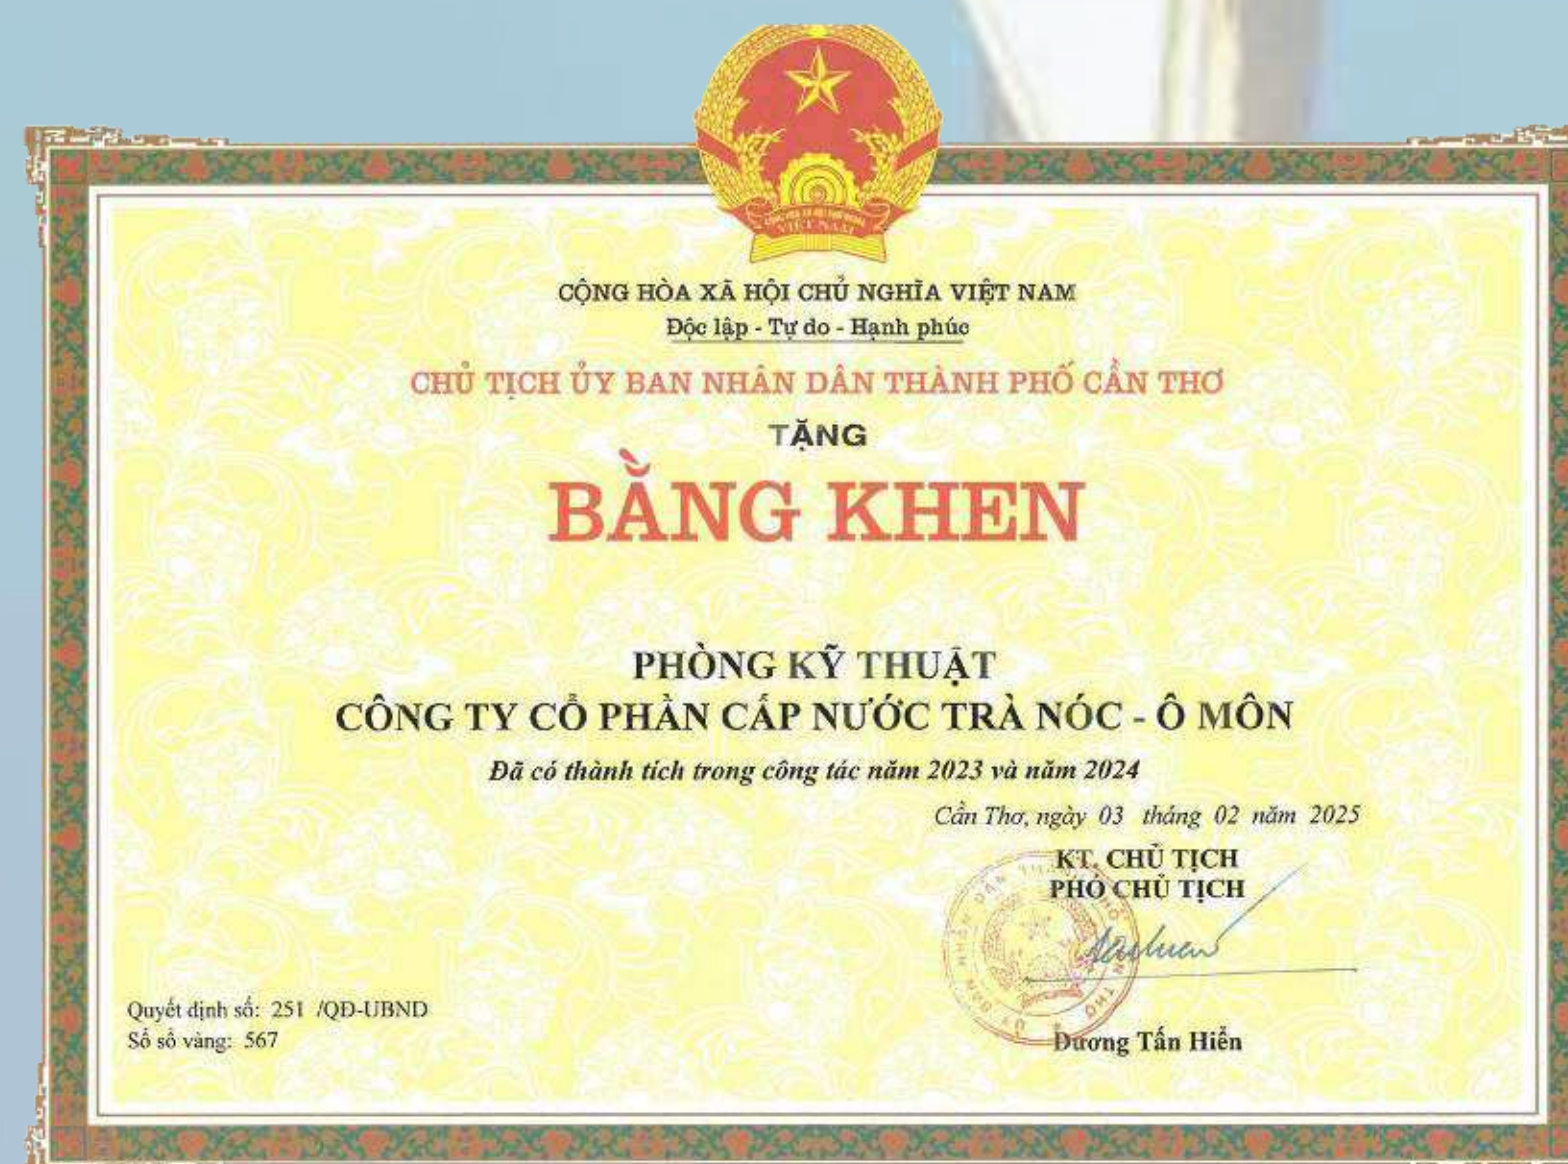 VIỆT NAM
CỘNG HÒA XÃ HỘI CHỦ NGHĨA VIỆT NAM
Độc lập - Tự do - Hạnh phúc
CHỦ TỊCH ỦY BAN NHÂN DÂN THÀNH PHỐ CẦN THƠ
TẶNG
BẰNG KHEN
PHÒNG KỸ THUẬT
CÔNG TY CỔ PHẦN CẤP NƯỚC TRÀ NÓC - Ô MÔN
Đã có thành tích trong công tác năm 2023 và năm 2024
Cần Thơ, ngày 03 tháng 02 năm 2025
KT. CHỦ TỊCH
PHÓ CHỦ TỊCH
Quyết định số: 251 /QĐ-UBND
Số sổ vàng: 567
Dương Tấn Hiển